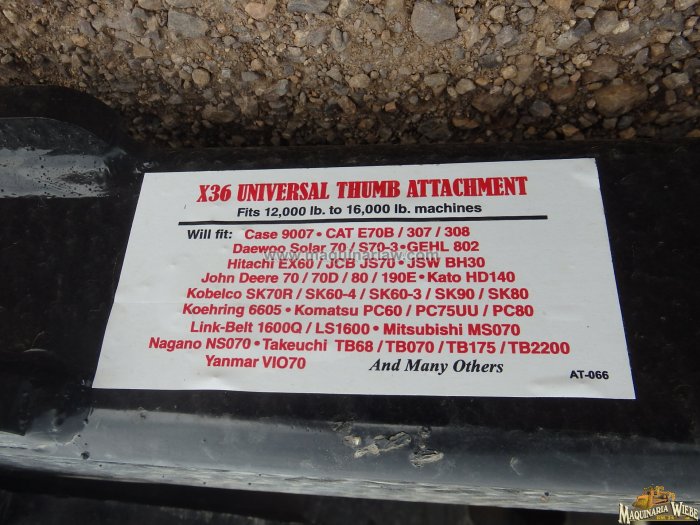 X36 UNIVERSAL THUMB ATTACHMENT
Fits 12,000 lb. to 16,000 lb. machines
Will fit: Case 9007 • CAT E70B / 307 / 308
Daewoo Solar 70 / S70-3 • GEHL 802
www.maquinariaw.com
Hitachi EX60 / JCB JS70 • JSW BH30
John Deere 70 / 70D / 80 / 190E • Kato HD140
Kobelco SK70R / SK60-4 / SK60-3 / SK90 / SK80
Koehring 6605 • Komatsu PC60 / PC75UU / PC80
Link-Belt 1600Q / LS1600 • Mitsubishi MS070
Nagano NS070 • Takeuchi TB68 / TB070 / TB175 / TB2200
Yanmar VIO70 And Many Others
AT-066
MAQUINARIA WIEBE